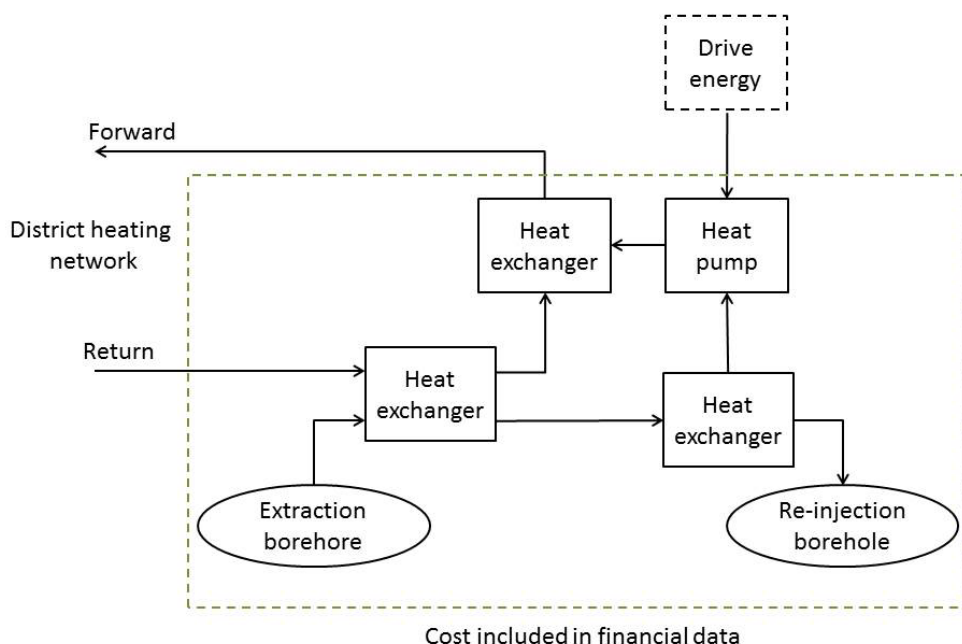 Drive
energy
Forward
District heating
network
Heat
exchanger
Heat
pump
Return
Heat
exchanger
Heat
exchanger
Extraction
borehore
Re-injection
borehole
Cost included in financial data